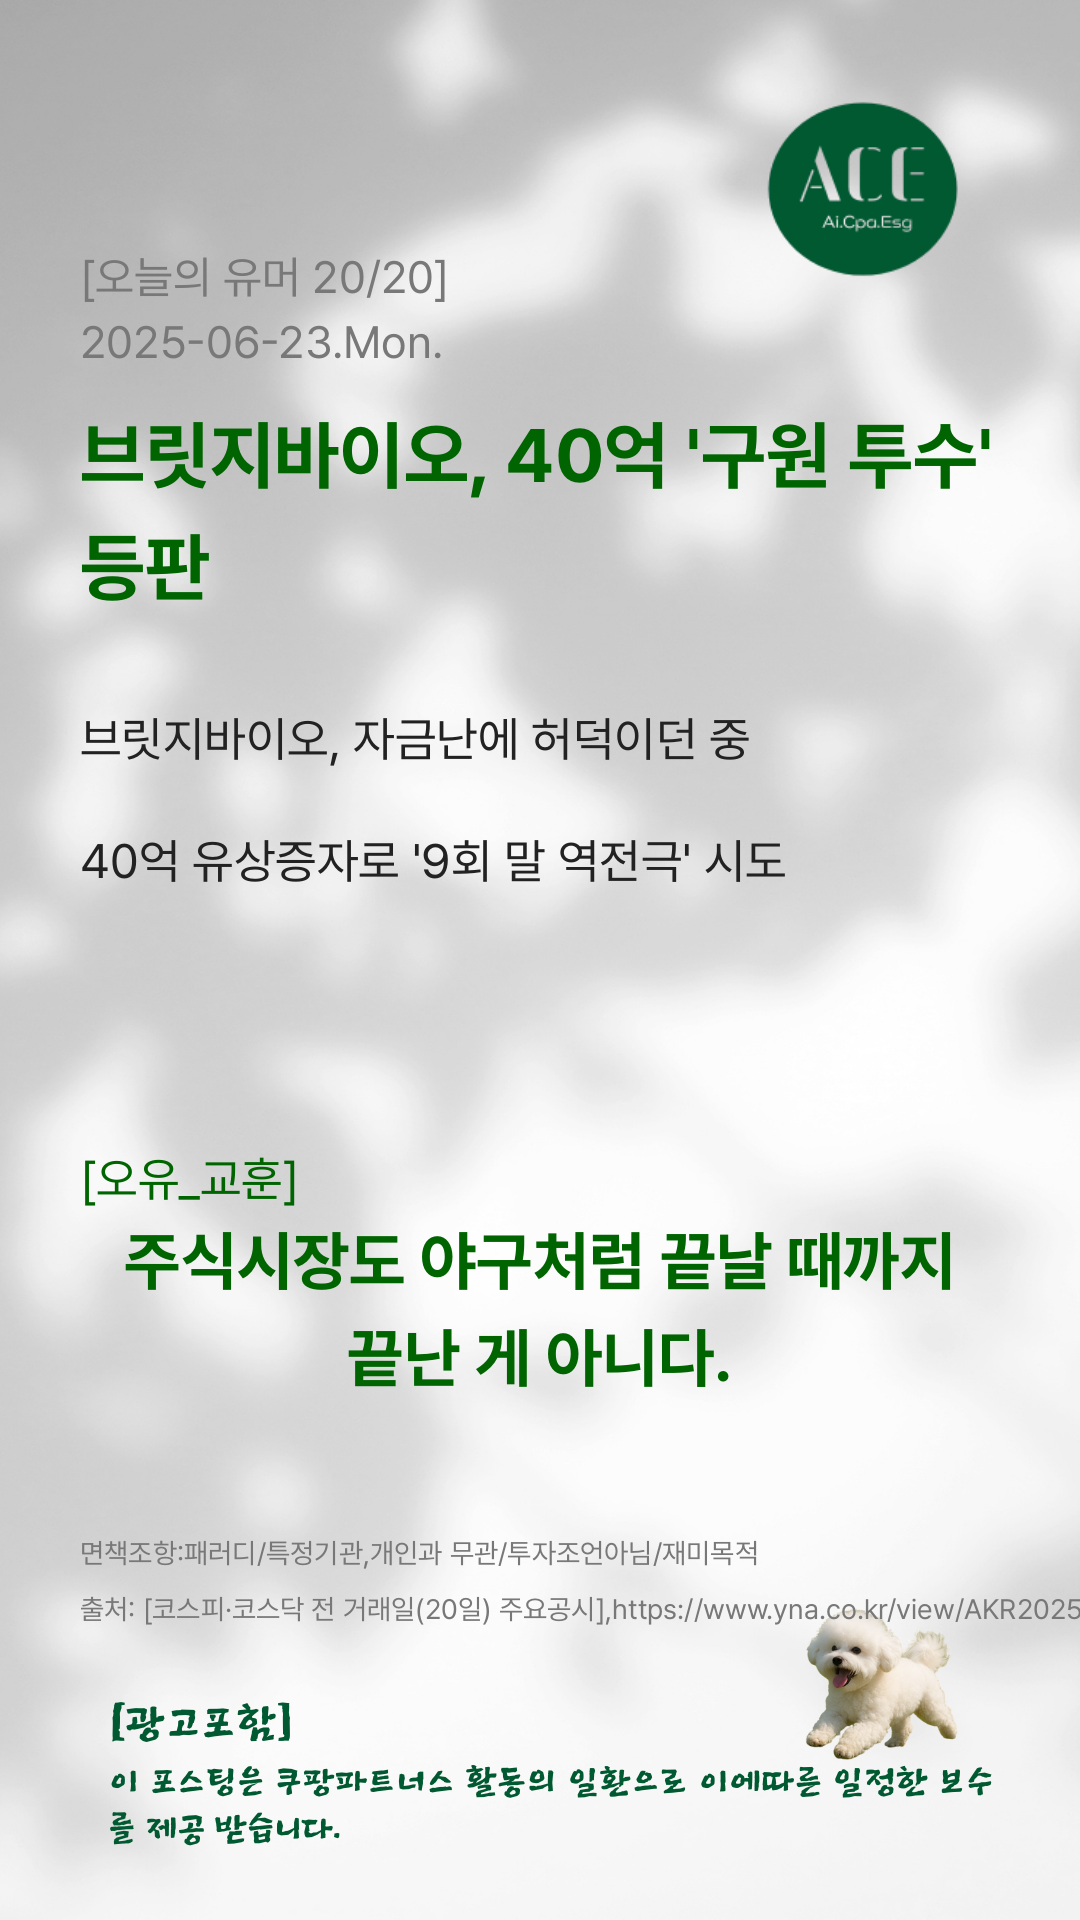 ACE
Ai.Cpa.Esg
[오늘의 유머 20/20]
2025-06-23.Mon.
브릿지바이오, 40억 '구원 투수'
등판
브릿지바이오, 자금난에 허덕이던 중
40억 유상증자로 '9회 말 역전극' 시도
[오유_교훈]
주식시장도 야구처럼 끝날 때까지
끝난 게 아니다.
면책조항:패러디/특정기관,개인과 무관/투자조언아님/재미목적
출처: [코스피·코스닥 전 거래일(20일) 주요공시],https://www.yna.co.kr/view/AKR2025
[광고포함]
이 포스팅은 쿠팡파트너스 활동의 일환으로 이에따른 일정한 보수
를 제공 받습니다.